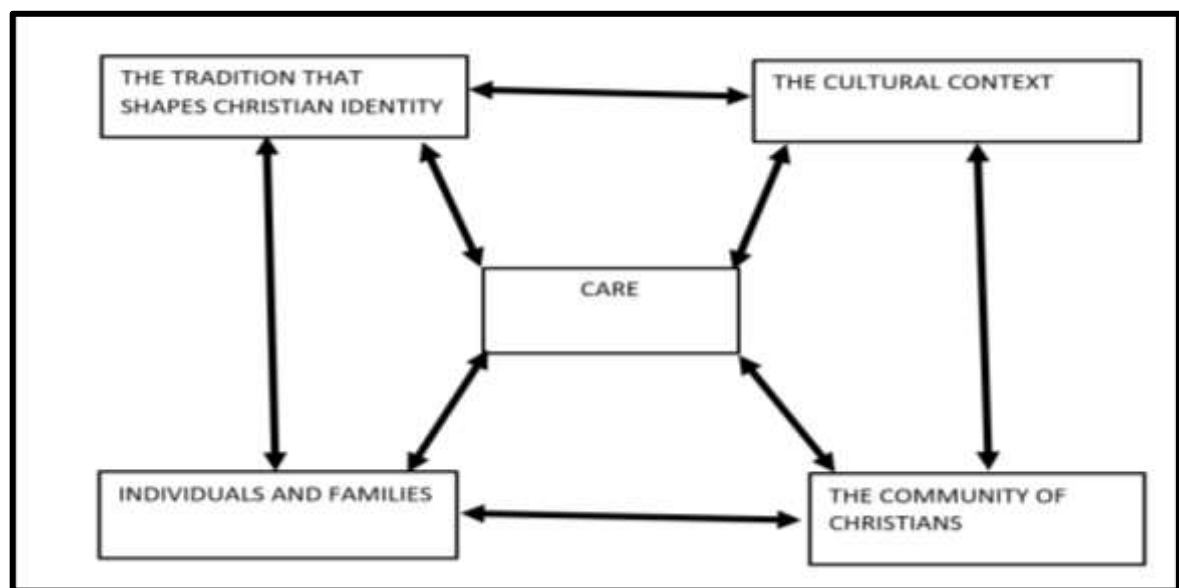 THE TRADITION THAT
SHAPES CHRISTIAN IDENTITY
THE CULTURAL CONTEXT
CARE
INDIVIDUALS AND FAMILIES
THE COMMUNITY OF
CHRISTIANS